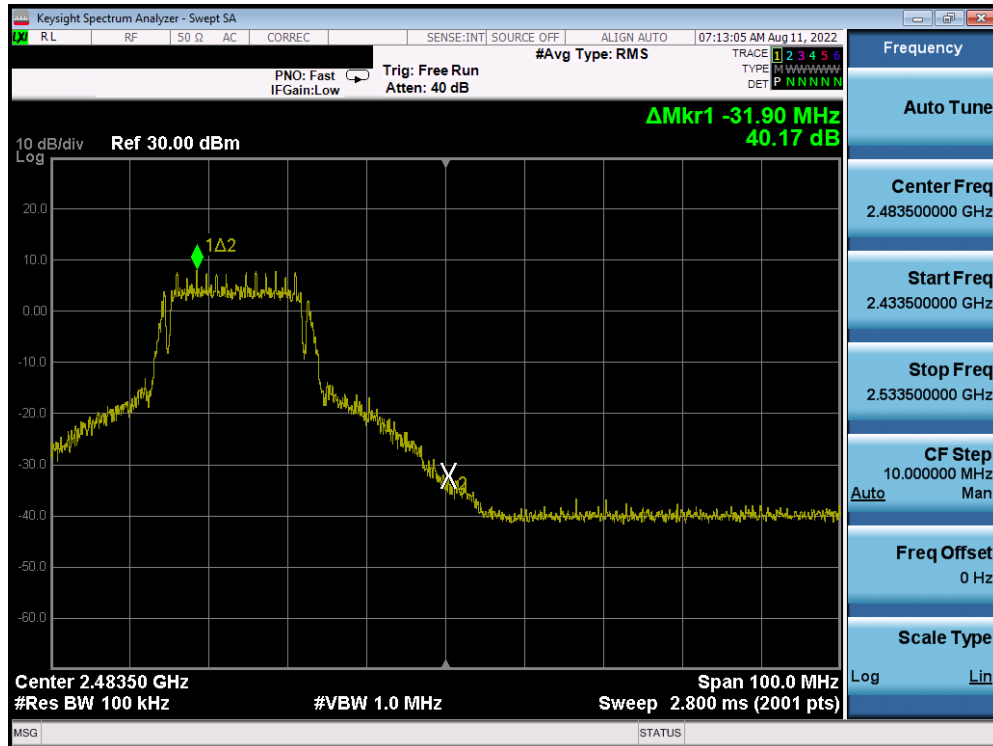 Keysight Spectrum Analyzer - Swept SA
LXI RL RF 50 Ω AC CORREC SENSE:INT SOURCE OFF ALIGN AUTO 07:13:05 AM Aug 11, 2022
#Avg Type: RMS
TRACE 1 2 3 4 5 6
PNO: Fast Trig: Free Run
TYPE M WWWWW
IFGain:Low Atten: 40 dB
DET P N N N N N
ΔMkr1 -31.90 MHz
40.17 dB
10 dB/div Ref 30.00 dBm
Log
20.0
1Δ2
10.0
0.00
-10.0
-20.0
-30.0
X2
-40.0
-50.0
-60.0
Center 2.48350 GHz Span 100.0 MHz
#Res BW 100 kHz #VBW 1.0 MHz Sweep 2.800 ms (2001 pts)
MSG STATUS
Frequency
Auto Tune
Center Freq
2.483500000 GHz
Start Freq
2.433500000 GHz
Stop Freq
2.533500000 GHz
CF Step
10.000000 MHz
Auto Man
Freq Offset
0 Hz
Scale Type
Log Lin